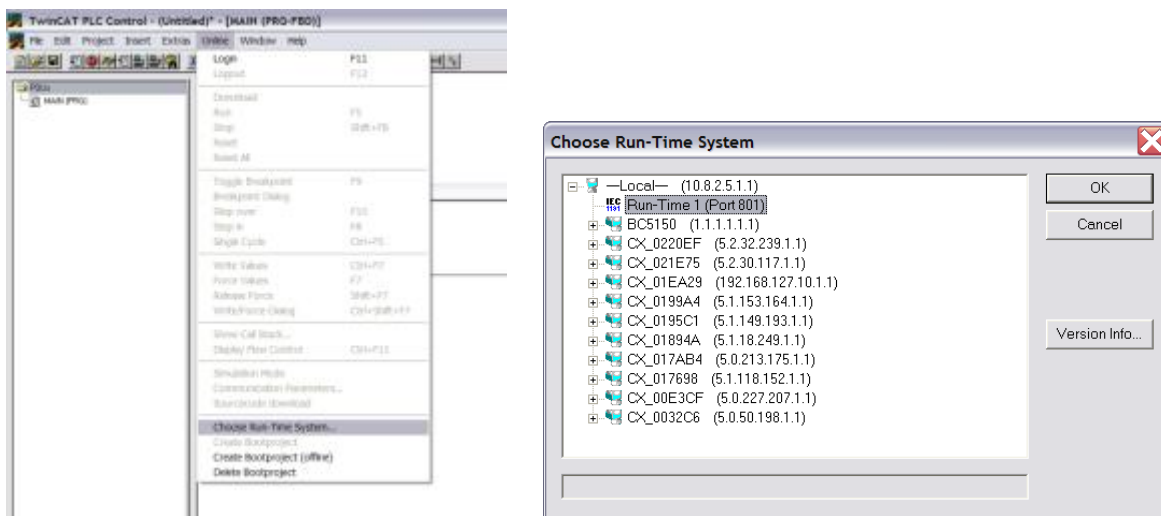 TwinCAT PLC Control - (Untitled)* - [MAIN (PRG-FBD)]
File Edit Project Insert Extras Online Window Help
POUs
MAIN (PRG)
Login F11
Logout F12
Download
Run F5
Stop Shift+F8
Reset
Reset All
Toggle Breakpoint F9
Breakpoint Dialog
Step over F10
Step in F8
Single Cycle Ctrl+F5
Write Values Ctrl+F7
Force Values F7
Release Force Shift+F7
Write/Force-Dialog Ctrl+Shift+F7
Show Call Stack...
Display Flow Control Ctrl+F11
Simulation Mode
Communication Parameters...
Sourcecode download
Choose Run-Time System...
Create Bootproject
Create Bootproject (offline)
Delete Bootproject
Choose Run-Time System
—Local— (10.8.2.5.1.1)
IEC 1131 Run-Time 1 (Port 801)
BC5150 (1.1.1.1.1.1)
CX_0220EF (5.2.32.239.1.1)
CX_021E75 (5.2.30.117.1.1)
CX_01EA29 (192.168.127.10.1.1)
CX_0199A4 (5.1.153.164.1.1)
CX_0195C1 (5.1.149.193.1.1)
CX_01894A (5.1.18.249.1.1)
CX_017AB4 (5.0.213.175.1.1)
CX_017698 (5.1.118.152.1.1)
CX_00E3CF (5.0.227.207.1.1)
CX_0032C6 (5.0.50.198.1.1)
OK
Cancel
Version Info...